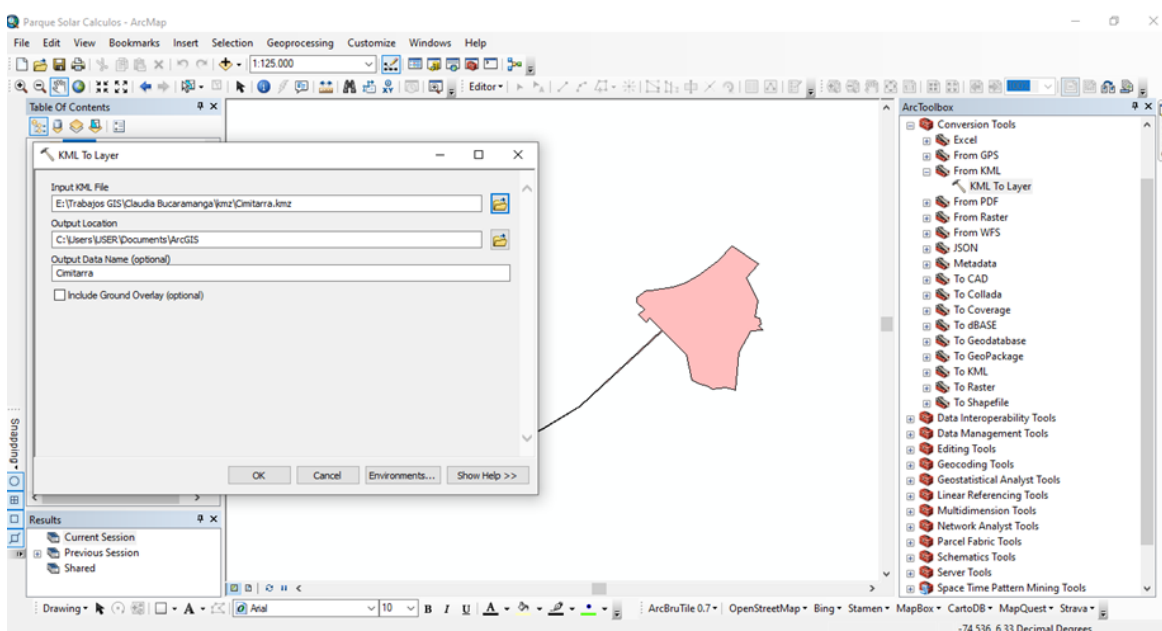 Parque Solar Calculos - ArcMap
File Edit View Bookmarks Insert Selection Geoprocessing Customize Windows Help
1:125.000
Editor
Table Of Contents
KML To Layer
Input KML File
E:\Trabajos GIS\Claudia Bucaramanga\kmz\Cimitarra.kmz
Output Location
C:\Users\USER\Documents\ArcGIS
Output Data Name (optional)
Cimitarra
Include Ground Overlay (optional)
OK Cancel Environments... Show Help >>
Snapping
Results
Current Session
Previous Session
Shared
ArcToolbox
Conversion Tools
Excel
From GPS
From KML
KML To Layer
From PDF
From Raster
From WFS
JSON
Metadata
To CAD
To Collada
To Coverage
To dBASE
To Geodatabase
To GeoPackage
To KML
To Raster
To Shapefile
Data Interoperability Tools
Data Management Tools
Editing Tools
Geocoding Tools
Geostatistical Analyst Tools
Linear Referencing Tools
Multidimension Tools
Network Analyst Tools
Parcel Fabric Tools
Schematics Tools
Server Tools
Space Time Pattern Mining Tools
Drawing A Arial 10 B I U A ArcBruTile 0.7 OpenStreetMap Bing Stamen MapBox CartoDB MapQuest Strava
-74,536 6,33 Decimal Degrees